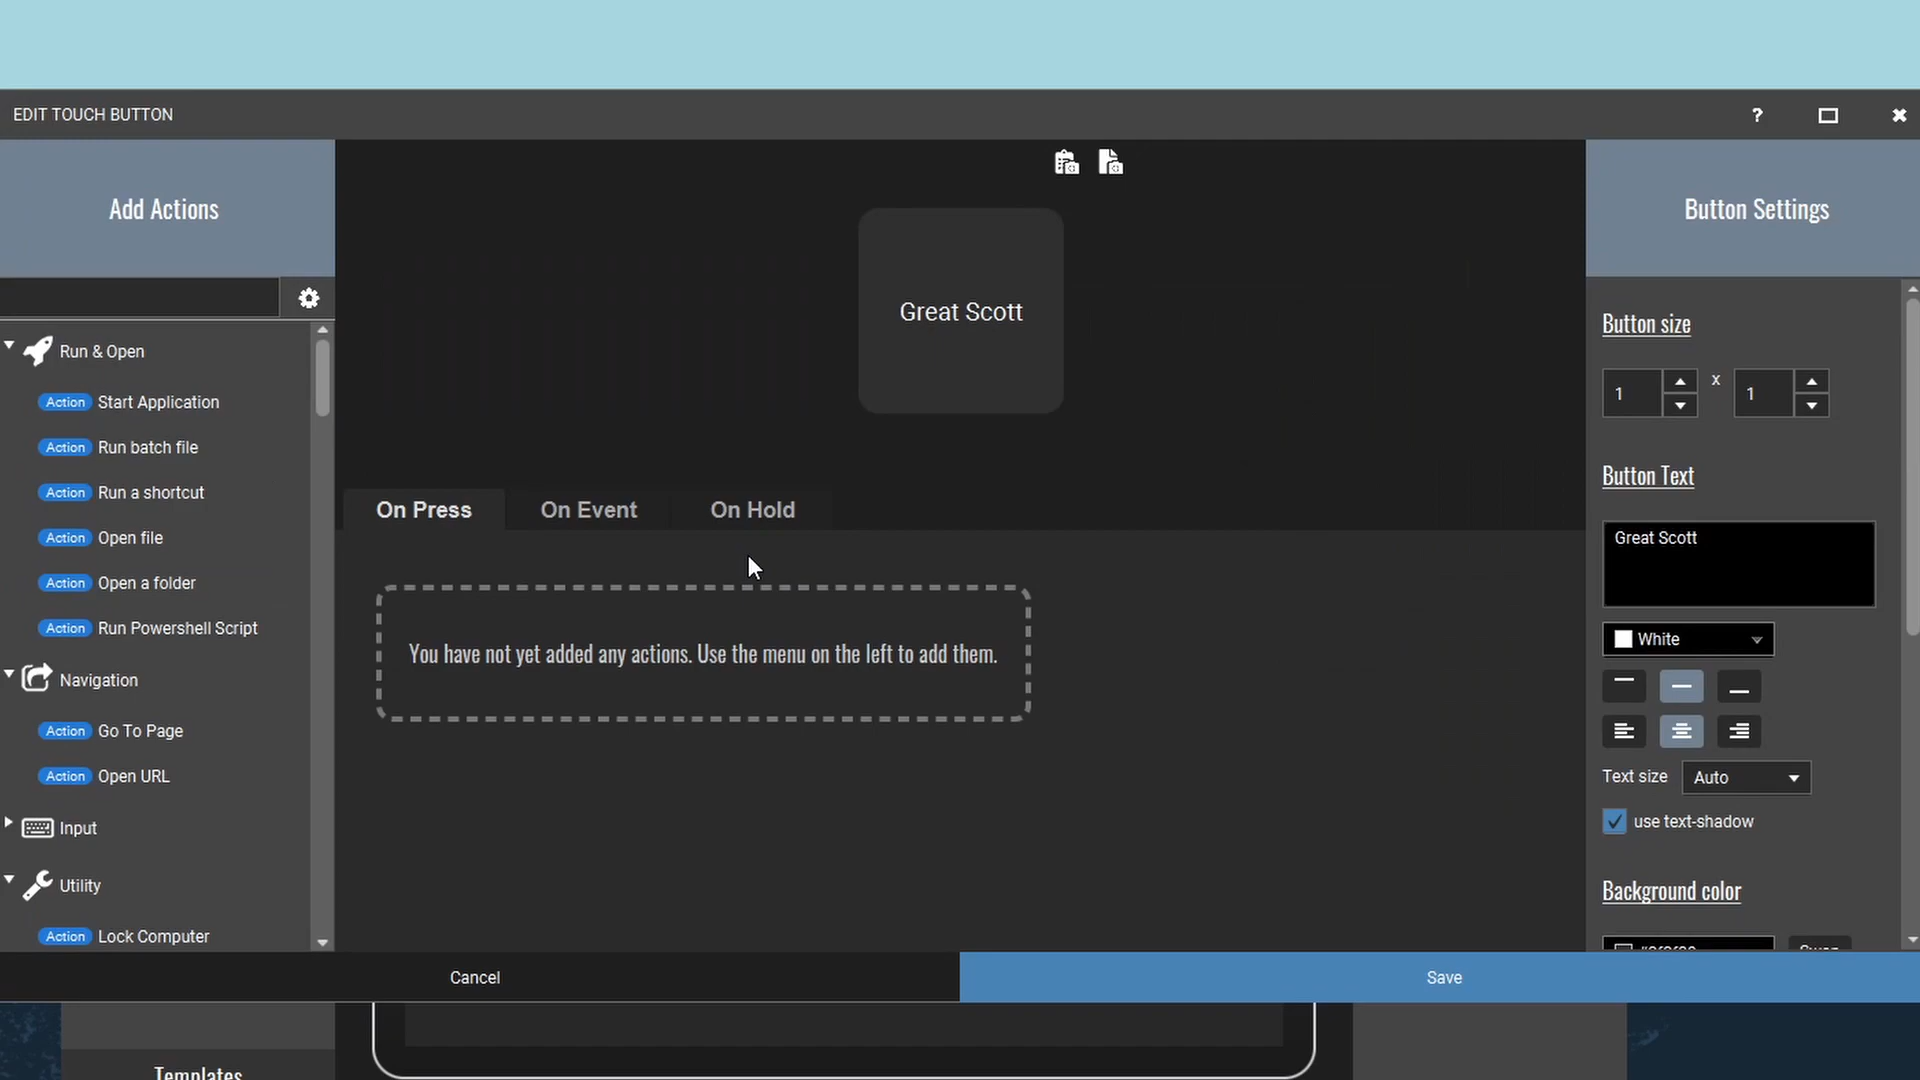 EDIT TOUCH BUTTON
?
Add Actions
Button Settings
Great Scott
Run & Open
Action Start Application
Action Run batch file
Action Run a shortcut
Action Open file
Action Open a folder
Action Run Powershell Script
Navigation
Action Go To Page
Action Open URL
Input
Utility
Action Lock Computer
On Press
On Event
On Hold
You have not yet added any actions. Use the menu on the left to add them.
Button size
1 x 1
Button Text
Great Scott
White
Text size Auto
use text-shadow
Background color
Cancel
Save
Templates